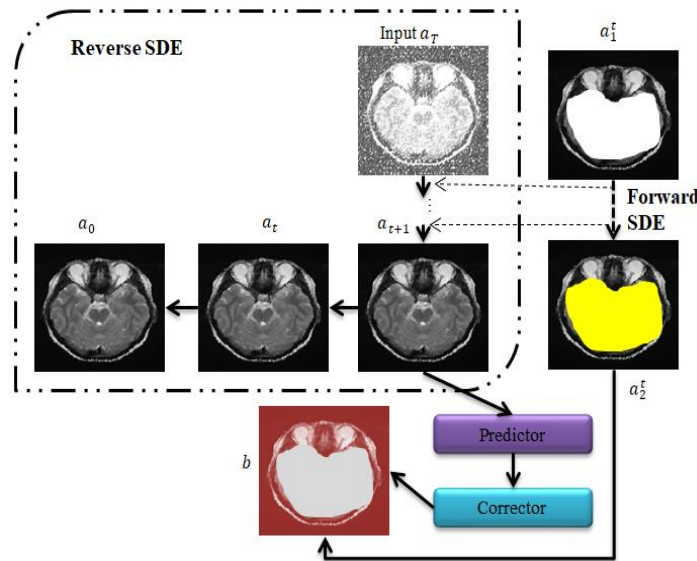 Reverse SDE
Input a_T
a_1^t
Forward
SDE
a_0
a_t
a_{t+1}
a_2^t
b
Predictor
Corrector